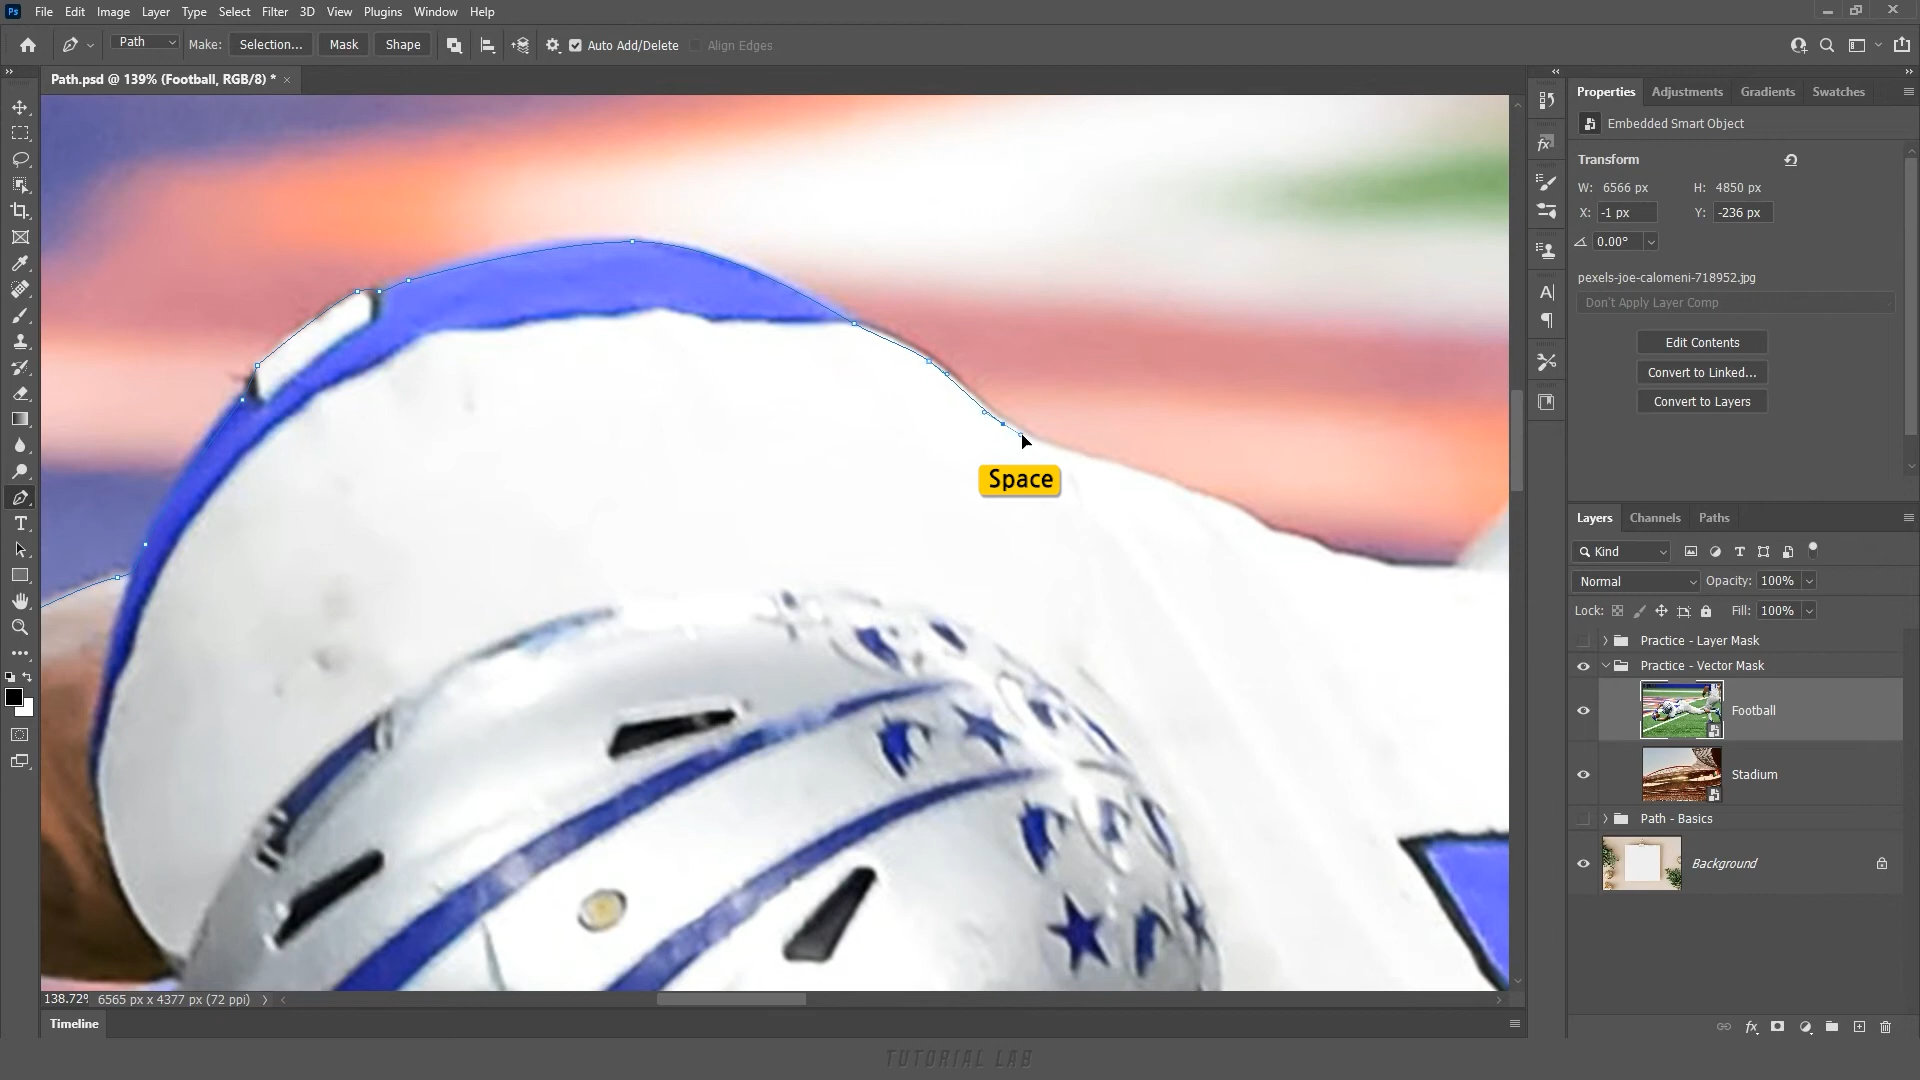 Ps File Edit Image Layer Type Select Filter 3D View Plugins Window Help
Path Make: Selection... Mask Shape Auto Add/Delete Align Edges
Path.psd @ 139% (Football, RGB/8) * ×
Properties Adjustments Gradients Swatches
Embedded Smart Object
Transform
W: 6566 px H: 4850 px
X: -1 px Y: -236 px
0.00°
pexels-joe-calomeni-718952.jpg
Don't Apply Layer Comp
Edit Contents
Convert to Linked...
Convert to Layers
Space
Layers Channels Paths
Kind
Normal Opacity: 100%
Lock: Fill: 100%
Practice - Layer Mask
Practice - Vector Mask
Football
Stadium
Path - Basics
Background
138.72% 6565 px x 4377 px (72 ppi)
Timeline
TUTORIAL LAB